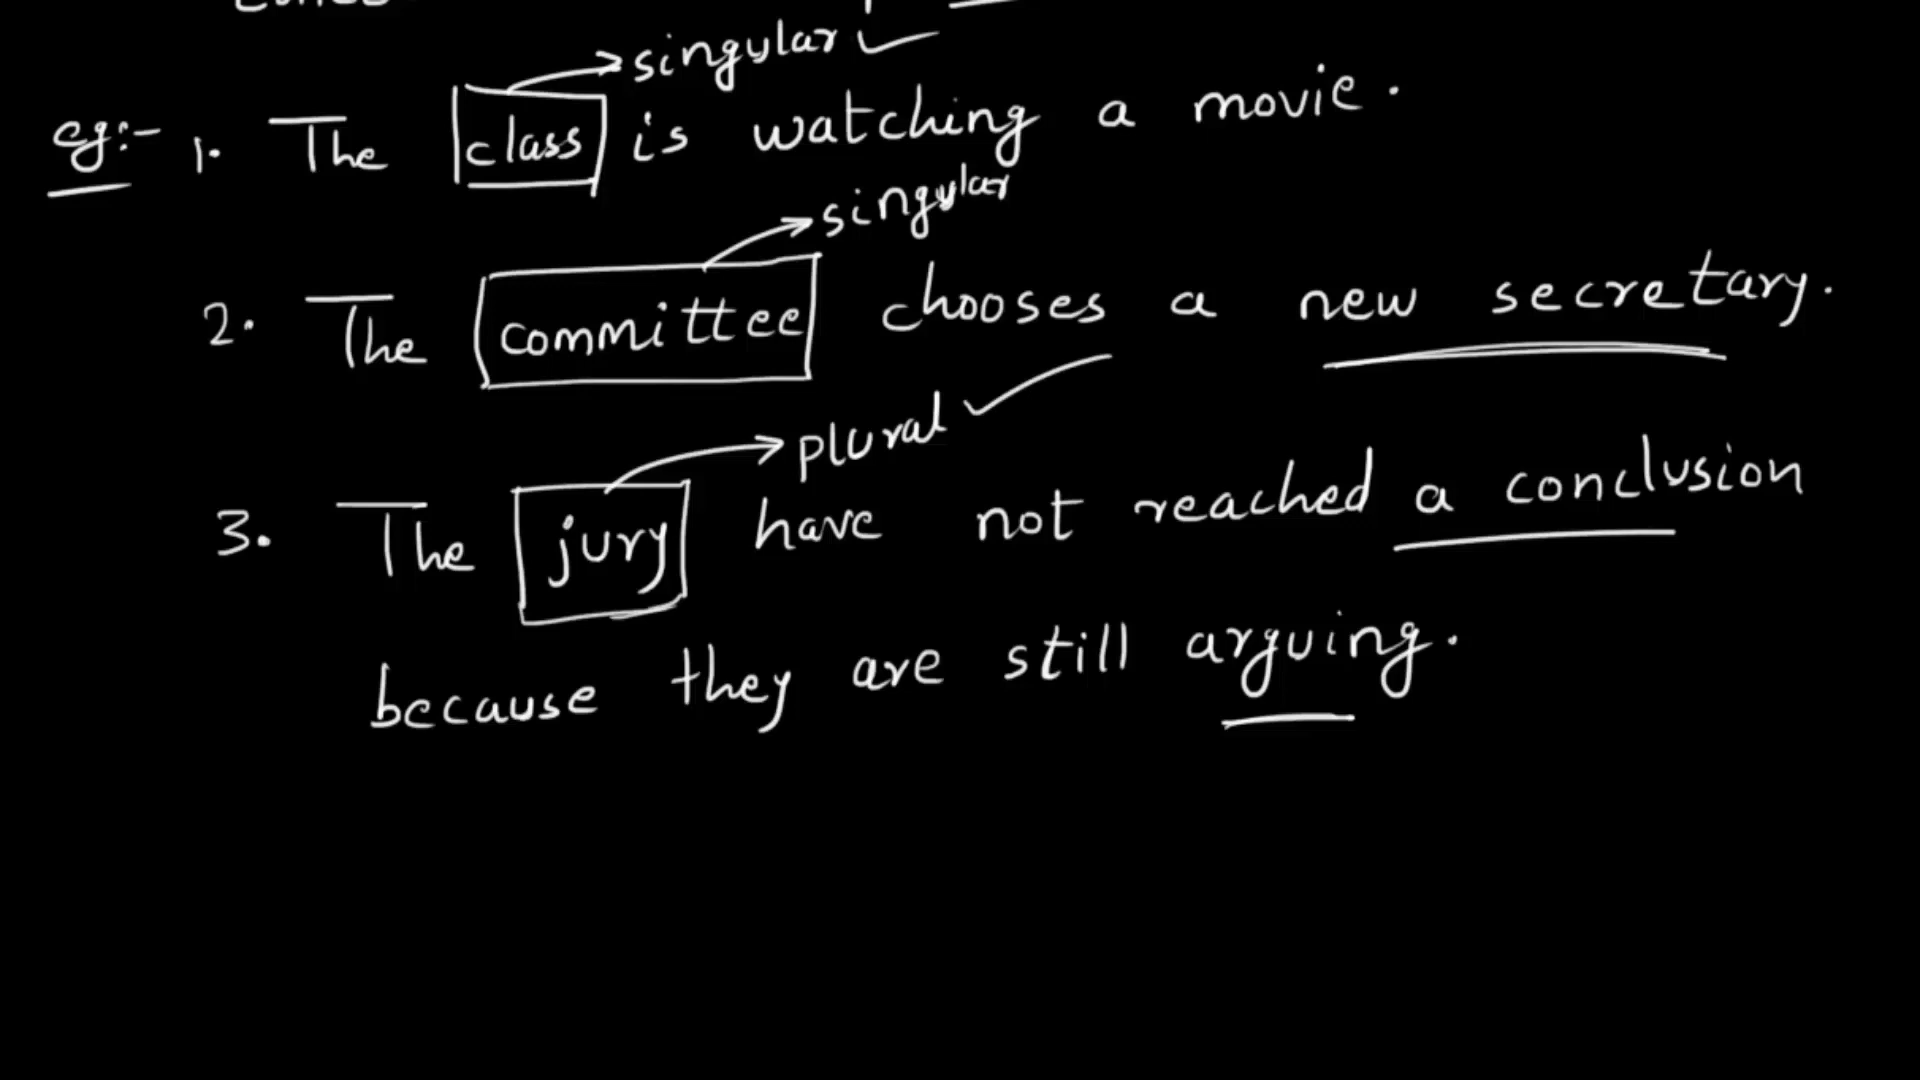 singular
eg:- 1. The class is watching a movie.
singular
2. The committee chooses a new secretary.
plural
3. The jury have not reached a conclusion
because they are still arguing.